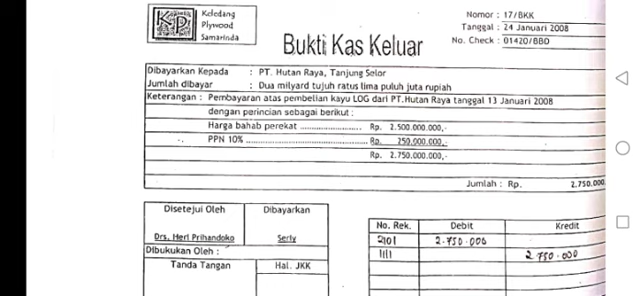 Keledang
Plywood
Samarinda
Nomor : 17/BKK
Tanggal : 24 Januari 2008
No. Check : 01420/BBD
Bukti Kas Keluar
Dibayarkan Kepada : PT. Hutan Raya, Tanjung Selor
Jumlah dibayar : Dua milyard tujuh ratus lima puluh juta rupiah
Keterangan : Pembayaran atas pembelian kayu LOG dari PT.Hutan Raya tanggal 13 Januari 2008
dengan perincian sebagai berikut :
Harga bahab perekat ........................ Rp. 2.500.000.000,-
PPN 10% ................................................ Rp. 250.000.000,-
Rp. 2.750.000.000,-
Jumlah : Rp. 2.750.000
Disetejui Oleh
Dibayarkan
Drs. Heri Prihandoko
Serly
Dibukukan Oleh :
Tanda Tangan
Hal. JKK
No. Rek. Debit Kredit
2101 2.750.000
1111 2.750.000